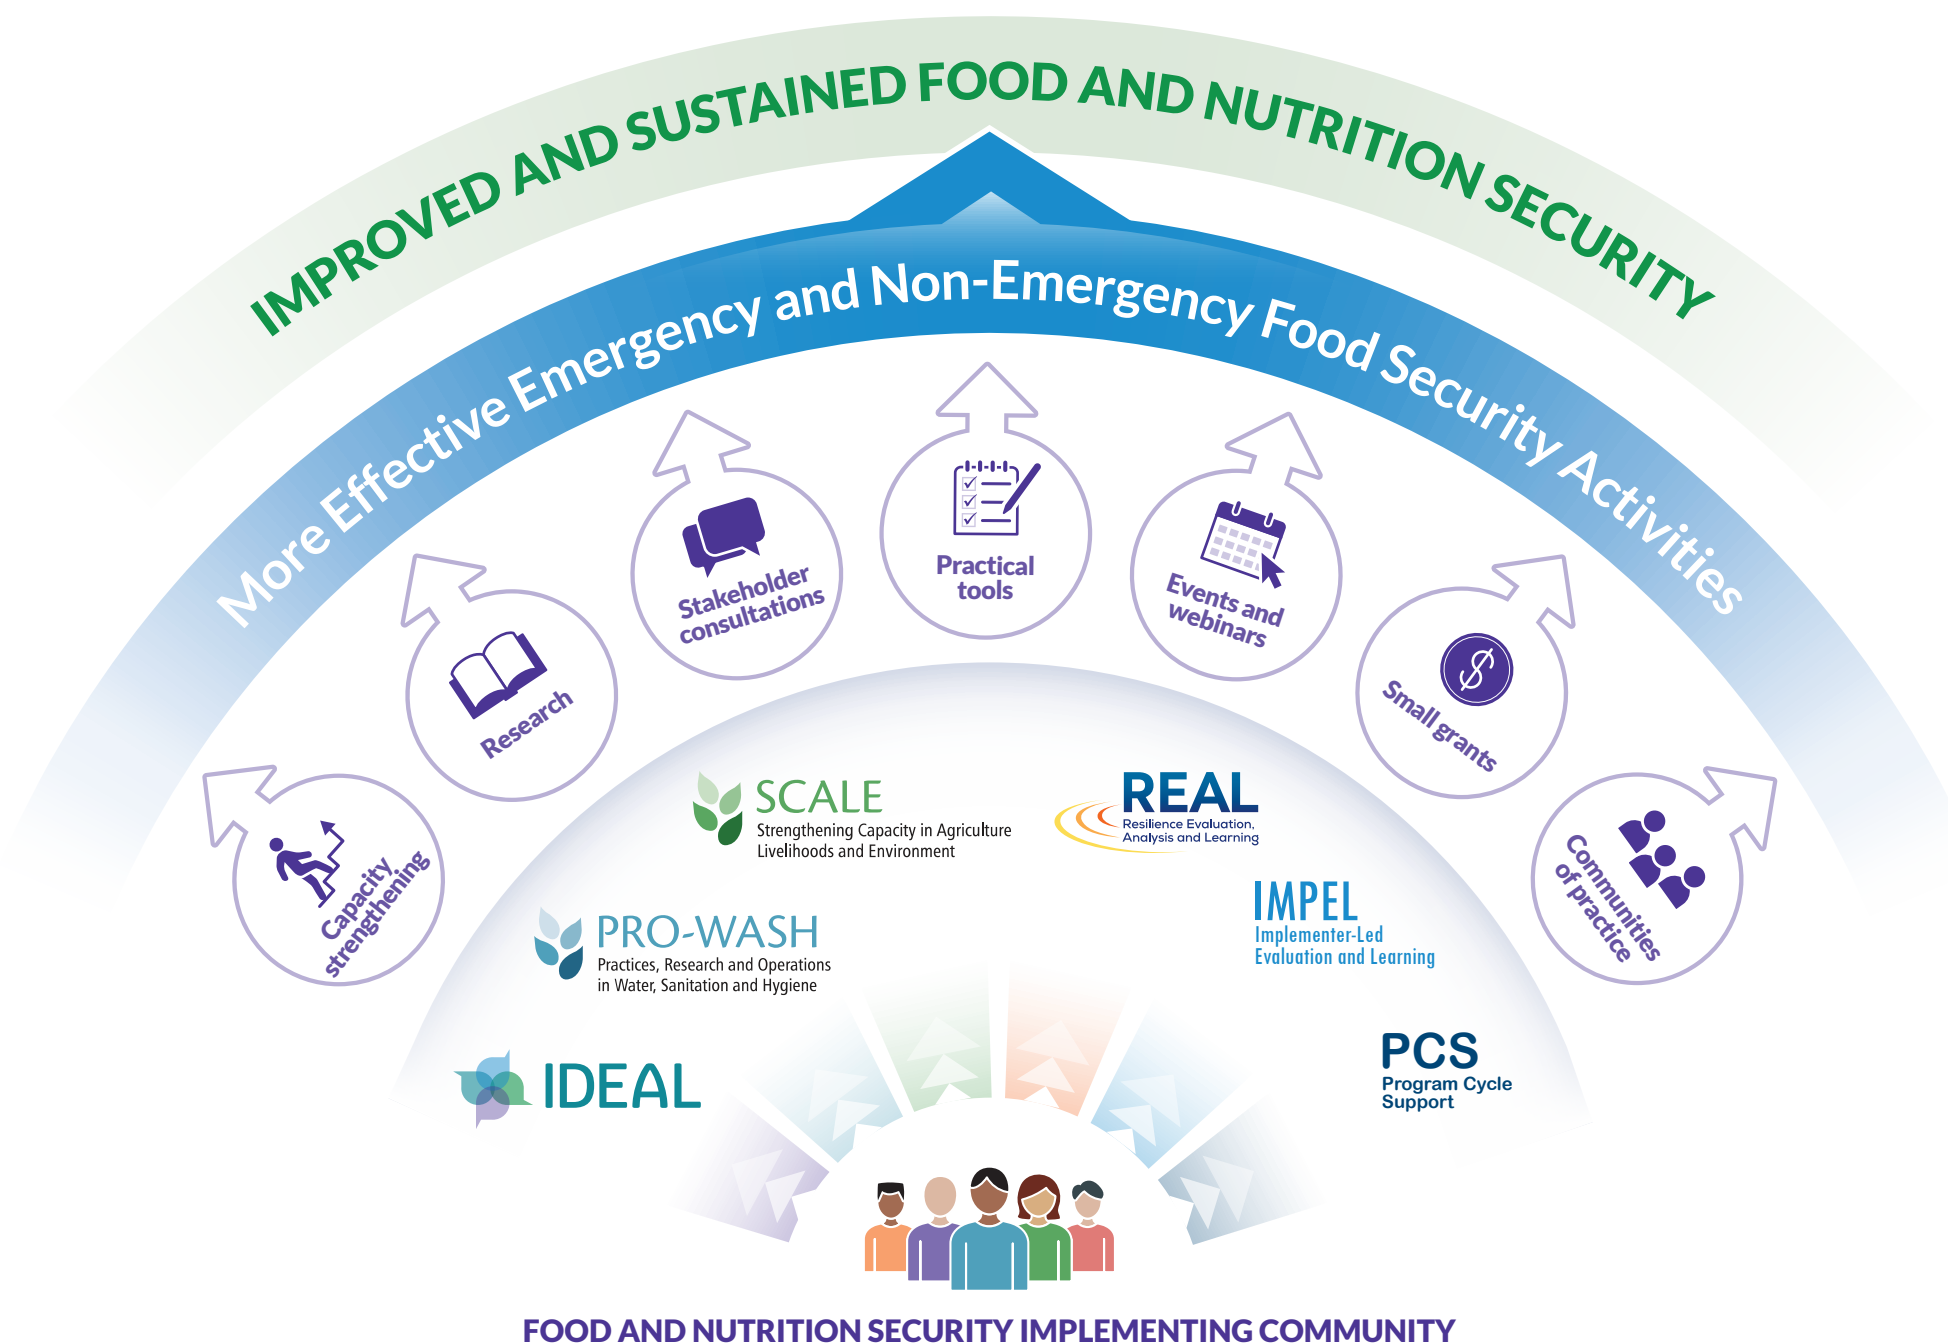 IMPROVED AND SUSTAINED FOOD AND NUTRITION SECURITY
More Effective Emergency and Non-Emergency Food Security Activities
Capacity
strengthening
Research
Stakeholder
consultations
Practical
tools
Events and
webinars
Small grants
Communities
of practice
SCALE
Strengthening Capacity in Agriculture
Livelihoods and Environment
REAL
Resilience Evaluation,
Analysis and Learning
PRO-WASH
Practices, Research and Operations
in Water, Sanitation and Hygiene
IMPEL
Implementer-Led
Evaluation and Learning
IDEAL
PCS
Program Cycle
Support
FOOD AND NUTRITION SECURITY IMPLEMENTING COMMUNITY